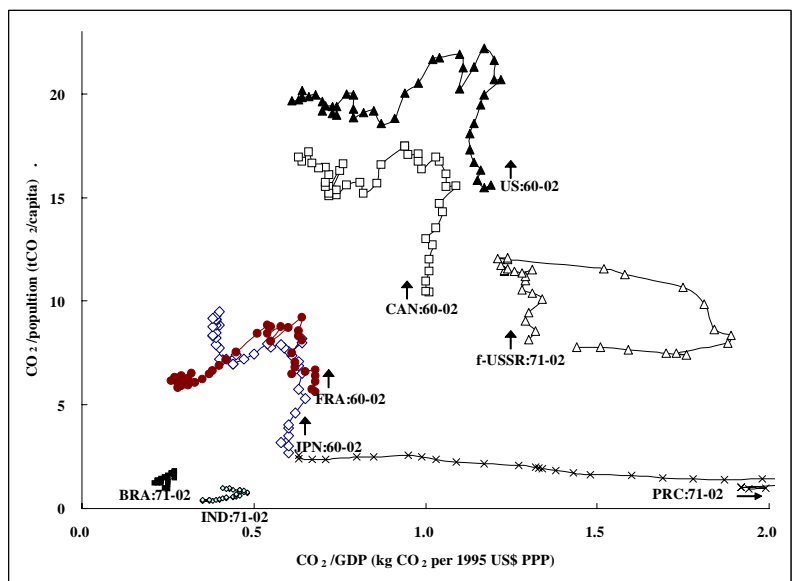 CO2/popultion (tCO2/capita) .
20
15
10
5
0
US:60-02
CAN:60-02
f-USSR:71-02
FRA:60-02
JPN:60-02
BRA:71-02
IND:71-02
PRC:71-02
0.0 0.5 1.0 1.5 2.0
CO2/GDP (kg CO2 per 1995 US$ PPP)